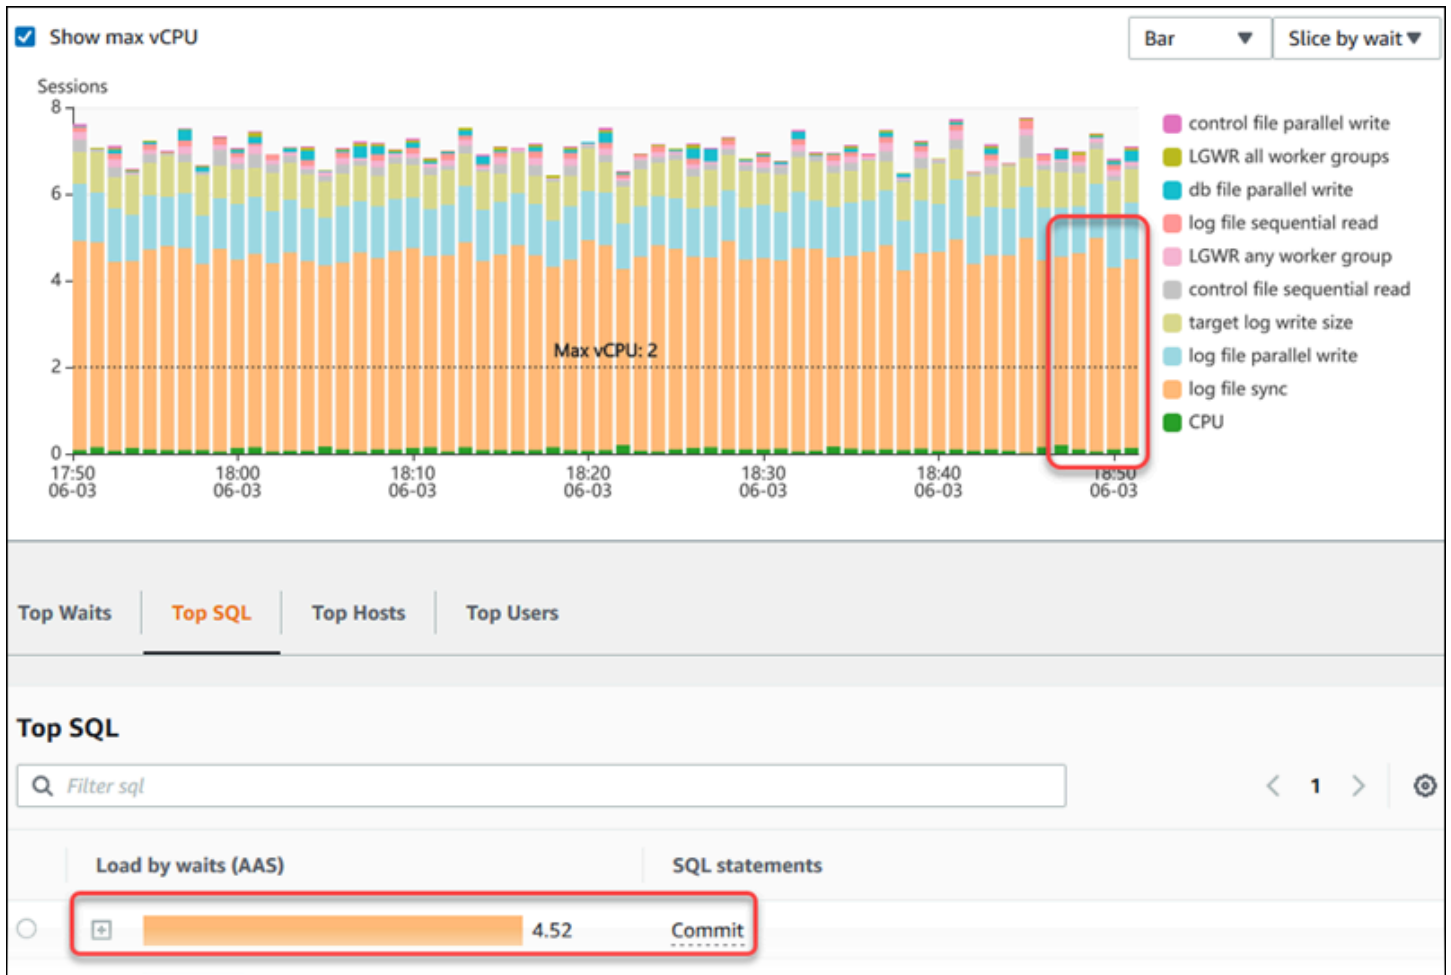 Show max vCPU
Bar
Slice by wait
Sessions
8
6
4
2
0
Max vCPU: 2
17:50 18:00 18:10 18:20 18:30 18:40 18:50
06-03 06-03 06-03 06-03 06-03 06-03 06-03
control file parallel write
LGWR all worker groups
db file parallel write
log file sequential read
LGWR any worker group
control file sequential read
target log write size
log file parallel write
log file sync
CPU
Top Waits Top SQL Top Hosts Top Users
Top SQL
Filter sql
1
Load by waits (AAS) SQL statements
4.52 Commit